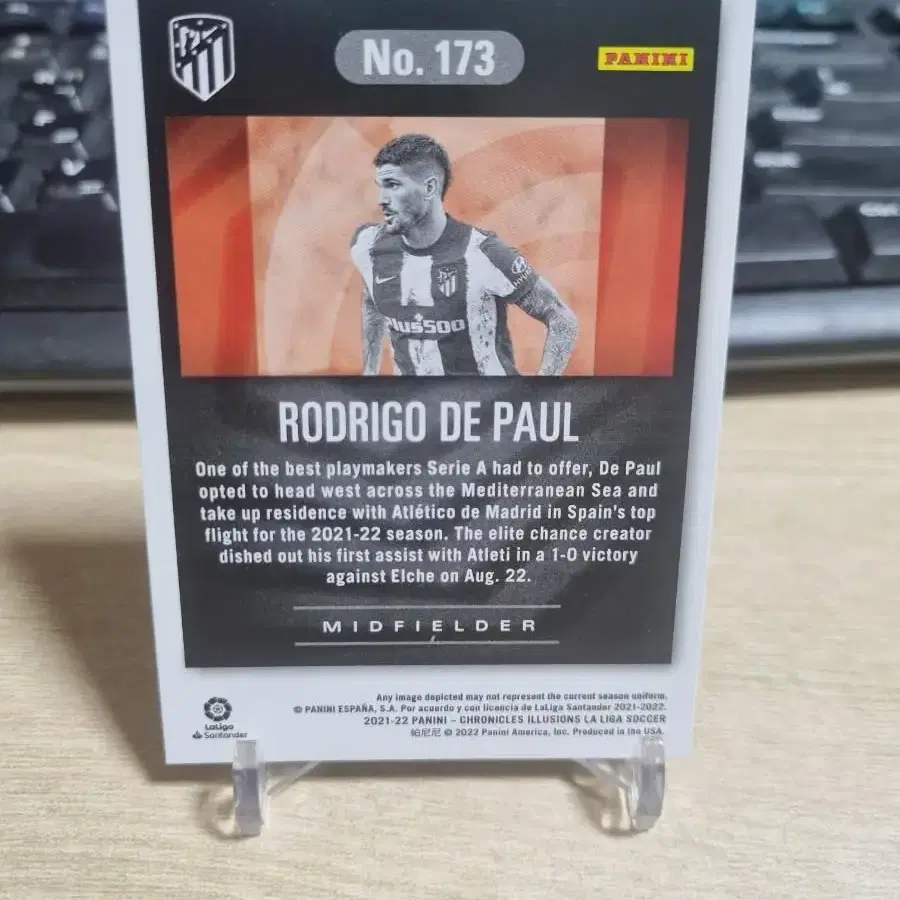 No. 173
PANINI
Plus500
RODRIGO DE PAUL
One of the best playmakers Serie A had to offer, De Paul
opted to head west across the Mediterranean Sea and
take up residence with Atlético de Madrid in Spain's top
flight for the 2021-22 season. The elite chance creator
dished out his first assist with Atleti in a 1-0 victory
against Elche on Aug. 22.
MIDFIELDER
Any image depicted may not represent the current season uniform.
© PANINI ESPAÑA, S.A. Por acuerdo y con licencia de LaLiga Santander 2021-2022.
2021-22 PANINI – CHRONICLES ILLUSIONS LA LIGA SOCCER
帕尼尼 © 2022 Panini America, Inc. Produced in the USA.
LaLiga
Santander